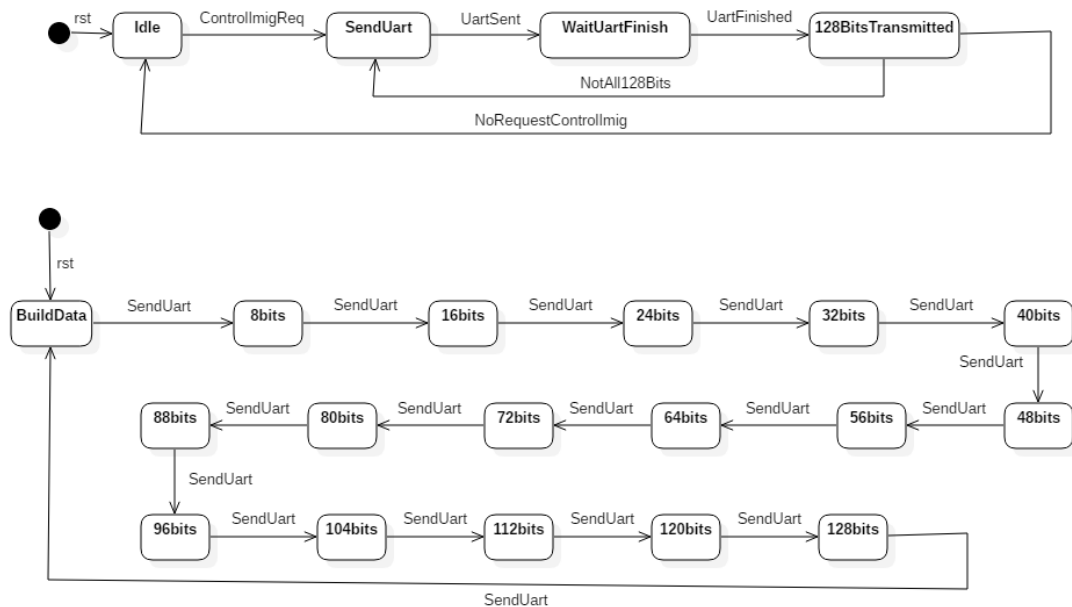 rst
Idle
ControlImigReq
SendUart
UartSent
WaitUartFinish
UartFinished
128BitsTransmitted
NotAll128Bits
NoRequestControlImig
rst
BuildData
SendUart
8bits
SendUart
16bits
SendUart
24bits
SendUart
32bits
SendUart
40bits
SendUart
48bits
SendUart
56bits
SendUart
64bits
SendUart
72bits
SendUart
80bits
SendUart
88bits
SendUart
96bits
SendUart
104bits
SendUart
112bits
SendUart
120bits
SendUart
128bits
SendUart